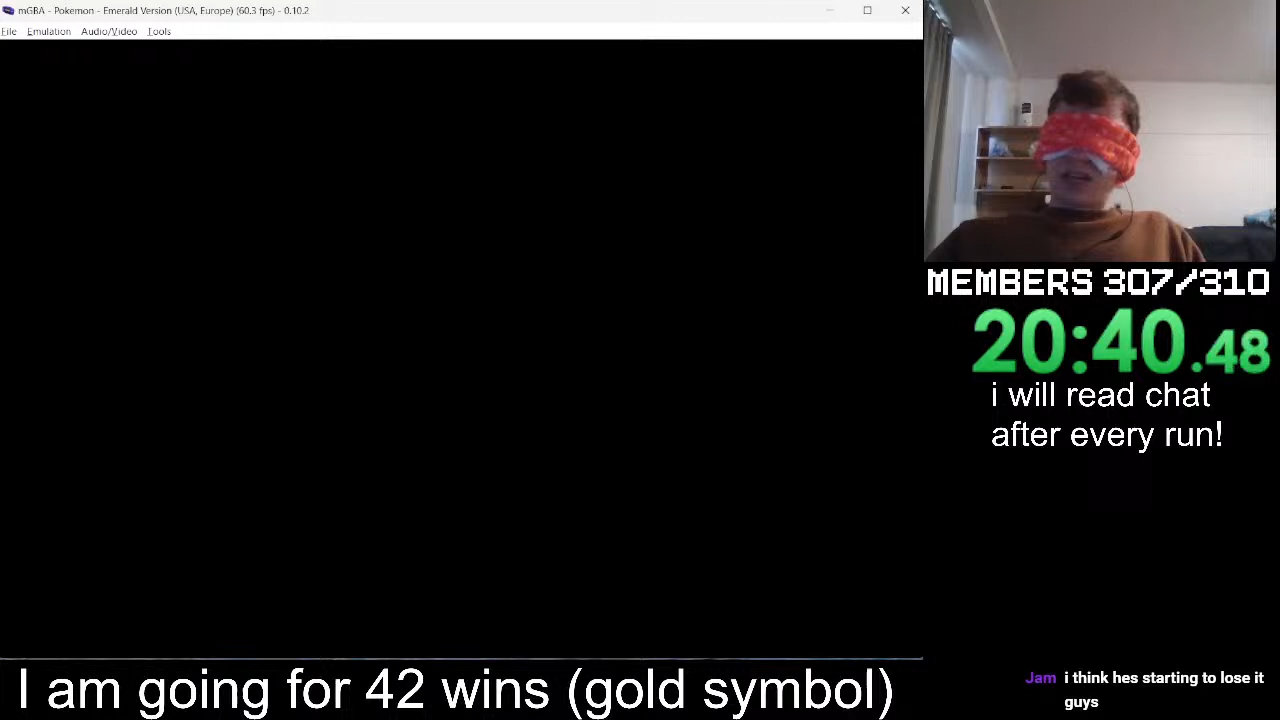 mGBA - Pokemon - Emerald Version (USA, Europe) (60.3 fps) - 0.10.2
File Emulation Audio/Video Tools
MEMBERS 307/310
20:40.48
i will read chat
after every run!
I am going for 42 wins (gold symbol)
Jam i think hes starting to lose it
guys